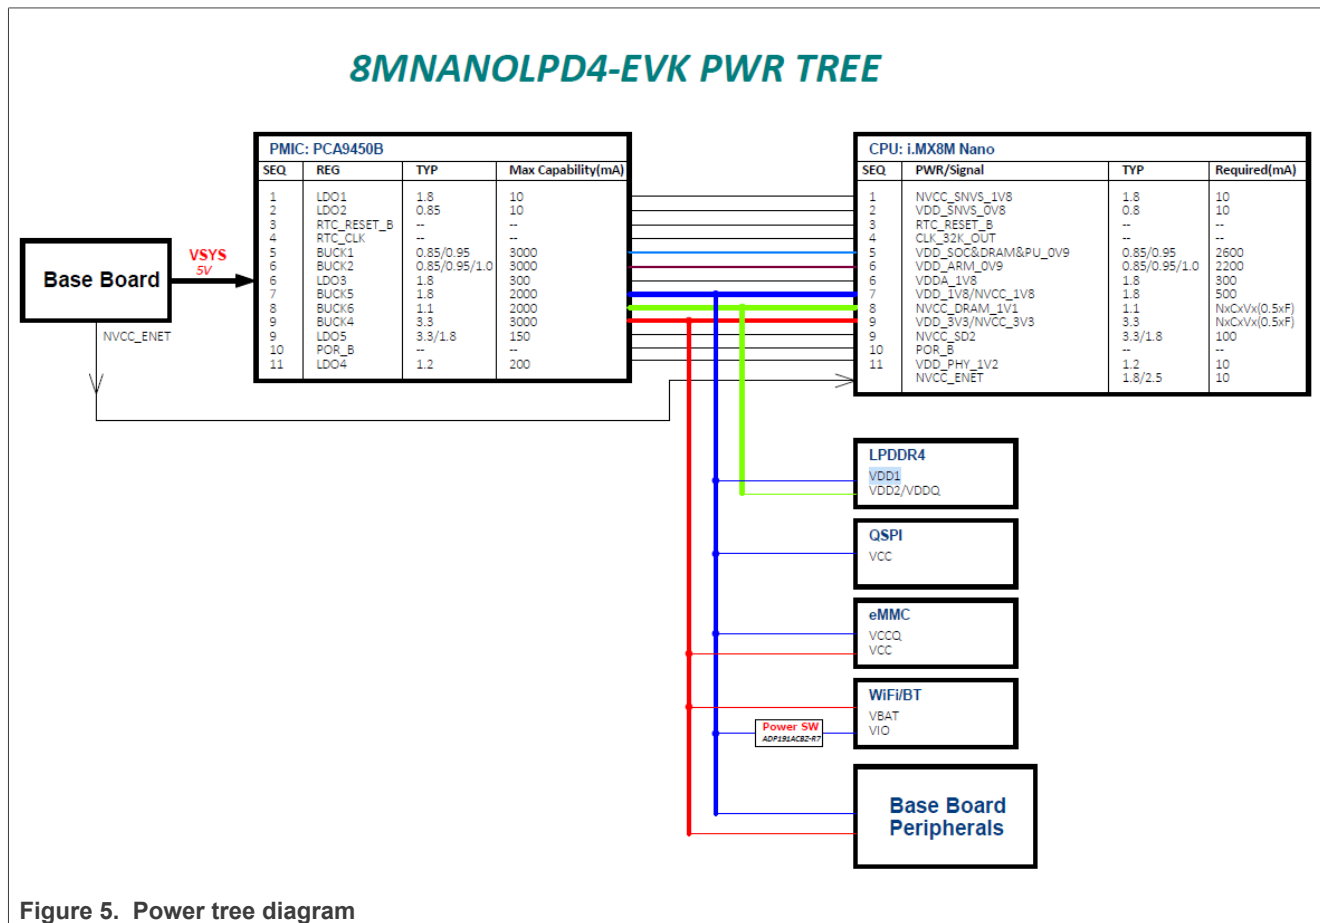 8MNANOLPD4-EVK PWR TREE
PMIC: PCA9450B
SEQ REG TYP Max Capability(mA)
1 LDO1 1.8 10
2 LDO2 0.85 10
3 RTC_RESET_B -- --
4 RTC_CLK -- --
5 BUCK1 0.85/0.95 3000
6 BUCK2 0.85/0.95/1.0 3000
6 LDO3 1.8 300
7 BUCK5 1.8 2000
8 BUCK6 1.1 2000
9 BUCK4 3.3 3000
9 LDO5 3.3/1.8 150
10 POR_B -- --
11 LDO4 1.2 200
CPU: i.MX8M Nano
SEQ PWR/Signal TYP Required(mA)
1 NVCC_SNVS_1V8 1.8 10
2 VDD_SNVS_0V8 0.8 10
3 RTC_RESET_B -- --
4 CLK_32K_OUT -- --
5 VDD_SOC&DRAM&PU_0V9 0.85/0.95 2600
6 VDD_ARM_0V9 0.85/0.95/1.0 2200
6 VDDA_1V8 1.8 300
7 VDD_1V8/NVCC_1V8 1.8 500
8 NVCC_DRAM_1V1 1.1 NxCxVx(0.5xF)
9 VDD_3V3/NVCC_3V3 3.3 NxCxVx(0.5xF)
9 NVCC_SD2 3.3/1.8 100
10 POR_B -- --
11 VDD_PHY_1V2 1.2 10
NVCC_ENET 1.8/2.5 10
Base Board
VSYS
5V
NVCC_ENET
LPDDR4
VDD1
VDD2/VDDQ
QSPI
VCC
eMMC
VCCQ
VCC
WiFi/BT
VBAT
VIO
Power SW
ADP191ACBZ-R7
Base Board
Peripherals
Figure 5. Power tree diagram